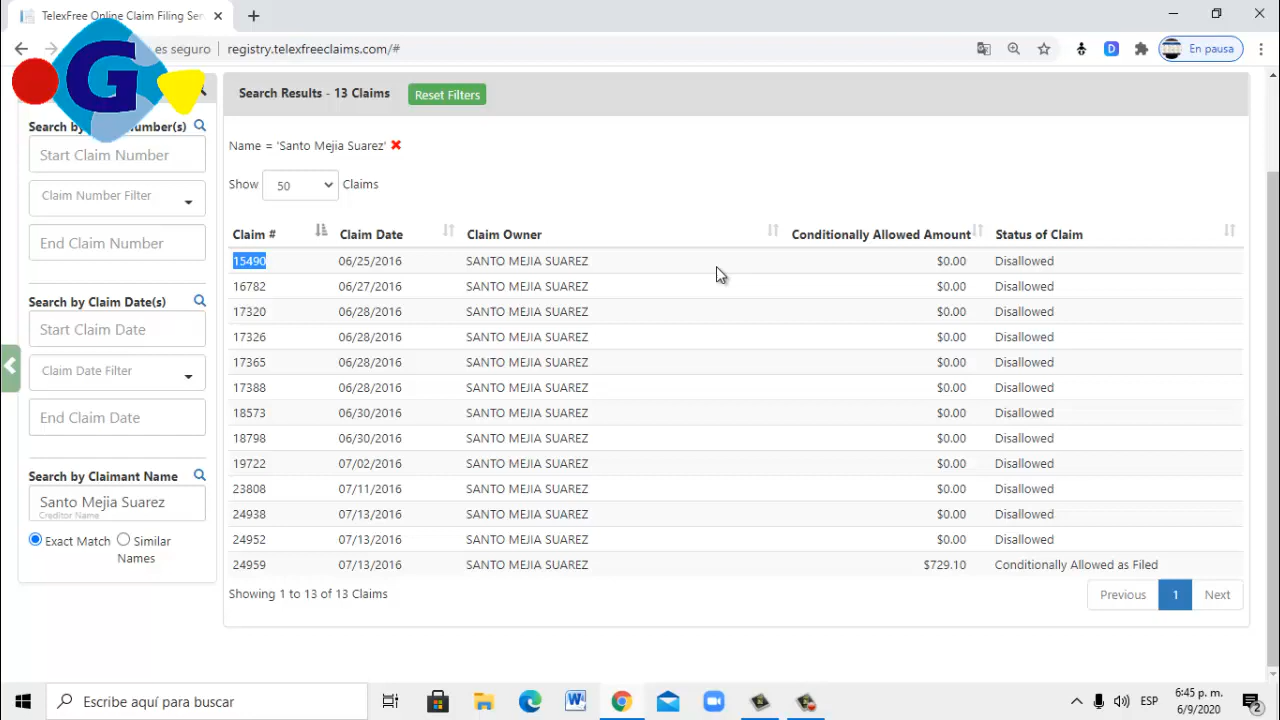 TelexFree Online Claim Filing Ser
es seguro registry.telexfreeclaims.com/#
En pausa
G
Search Results - 13 Claims Reset Filters
Name = 'Santo Mejia Suarez'
Show 50 Claims
Search by umber(s)
Start Claim Number
Claim Number Filter
End Claim Number
Search by Claim Date(s)
Start Claim Date
Claim Date Filter
End Claim Date
Search by Claimant Name
Santo Mejia Suarez
Creditor Name
Exact Match Similar
Names
Claim # Claim Date Claim Owner Conditionally Allowed Amount Status of Claim
15490 06/25/2016 SANTO MEJIA SUAREZ $0.00 Disallowed
16782 06/27/2016 SANTO MEJIA SUAREZ $0.00 Disallowed
17320 06/28/2016 SANTO MEJIA SUAREZ $0.00 Disallowed
17326 06/28/2016 SANTO MEJIA SUAREZ $0.00 Disallowed
17365 06/28/2016 SANTO MEJIA SUAREZ $0.00 Disallowed
17388 06/28/2016 SANTO MEJIA SUAREZ $0.00 Disallowed
18573 06/30/2016 SANTO MEJIA SUAREZ $0.00 Disallowed
18798 06/30/2016 SANTO MEJIA SUAREZ $0.00 Disallowed
19722 07/02/2016 SANTO MEJIA SUAREZ $0.00 Disallowed
23808 07/11/2016 SANTO MEJIA SUAREZ $0.00 Disallowed
24938 07/13/2016 SANTO MEJIA SUAREZ $0.00 Disallowed
24952 07/13/2016 SANTO MEJIA SUAREZ $0.00 Disallowed
24959 07/13/2016 SANTO MEJIA SUAREZ $729.10 Conditionally Allowed as Filed
Showing 1 to 13 of 13 Claims
Previous 1 Next
Escribe aquí para buscar
ESP
6:45 p. m.
6/9/2020
2